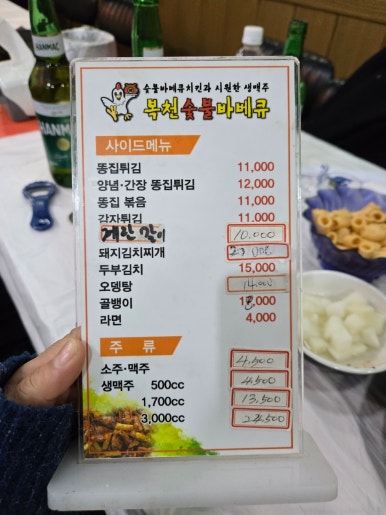 HANMAC
숯불바베큐치킨과 시원한 생맥주
복천숯불바베큐
사이드메뉴
똥집튀김 11,000
양념·간장 똥집튀김 12,000
똥집 볶음 11,000
감자튀김 11,000
계란말이 10,000
돼지김치찌개 23,000
두부김치 15,000
오뎅탕 14,000
골뱅이
라면 4,000
주 류
소주·맥주 4,500
생맥주 500cc 4,500
1,700cc 13,500
3,000cc 22,500